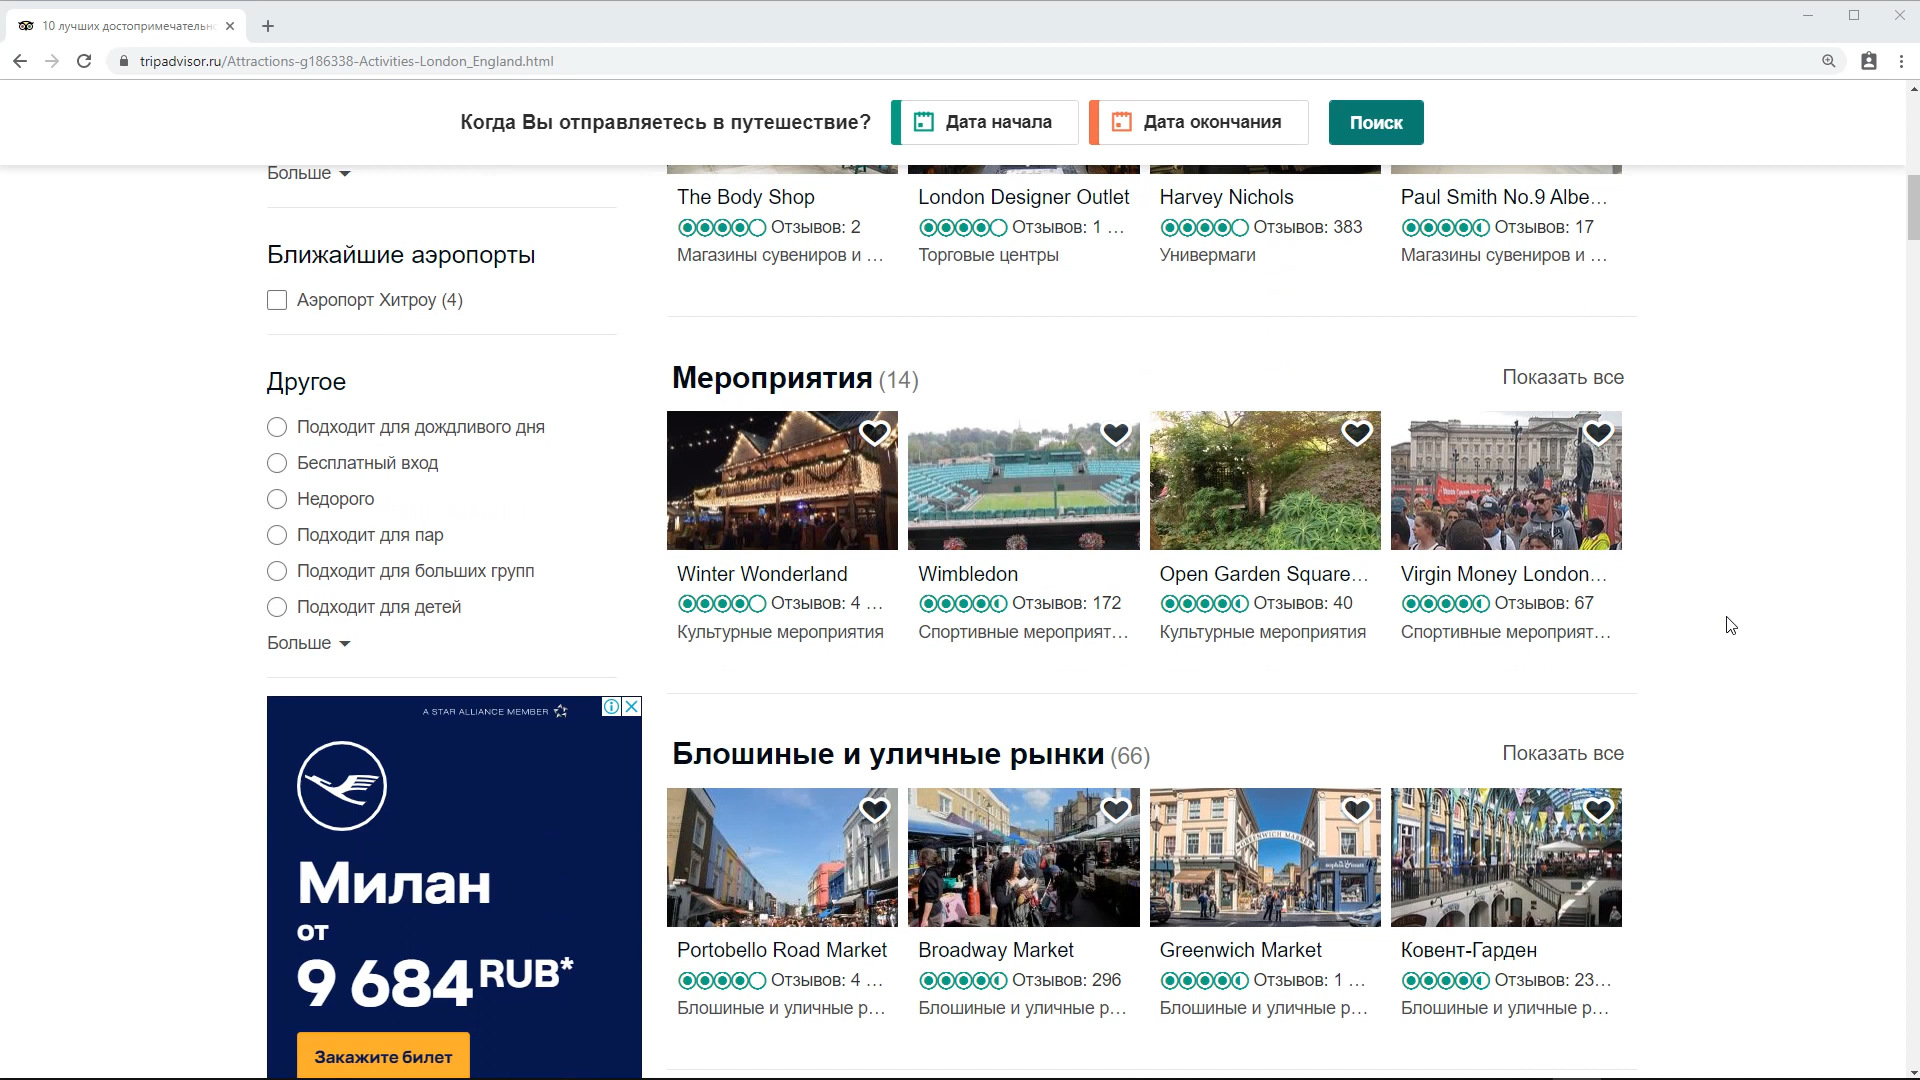 10 лучших достопримечательно
tripadvisor.ru/Attractions-g186338-Activities-London_England.html
Когда Вы отправляетесь в путешествие?
Дата начала
Дата окончания
Поиск
Больше
Ближайшие аэропорты
Аэропорт Хитроу (4)
Другое
Подходит для дождливого дня
Бесплатный вход
Недорого
Подходит для пар
Подходит для больших групп
Подходит для детей
Больше
A STAR ALLIANCE MEMBER
Милан
от
9 684 RUB*
Закажите билет
The Body Shop
Отзывов: 2
Магазины сувениров и ...
London Designer Outlet
Отзывов: 1 ...
Торговые центры
Harvey Nichols
Отзывов: 383
Универмаги
Paul Smith No.9 Albe...
Отзывов: 17
Магазины сувениров и ...
Мероприятия (14)
Показать все
Winter Wonderland
Отзывов: 4 ...
Культурные мероприятия
Wimbledon
Отзывов: 172
Спортивные мероприят...
Open Garden Square...
Отзывов: 40
Культурные мероприятия
Virgin Money London...
Отзывов: 67
Спортивные мероприят...
Блошиные и уличные рынки (66)
Показать все
GREENWICH MARKET
Portobello Road Market
Отзывов: 4 ...
Блошиные и уличные р...
Broadway Market
Отзывов: 296
Блошиные и уличные р...
Greenwich Market
Отзывов: 1 ...
Блошиные и уличные р...
Ковент-Гарден
Отзывов: 23...
Блошиные и уличные р...